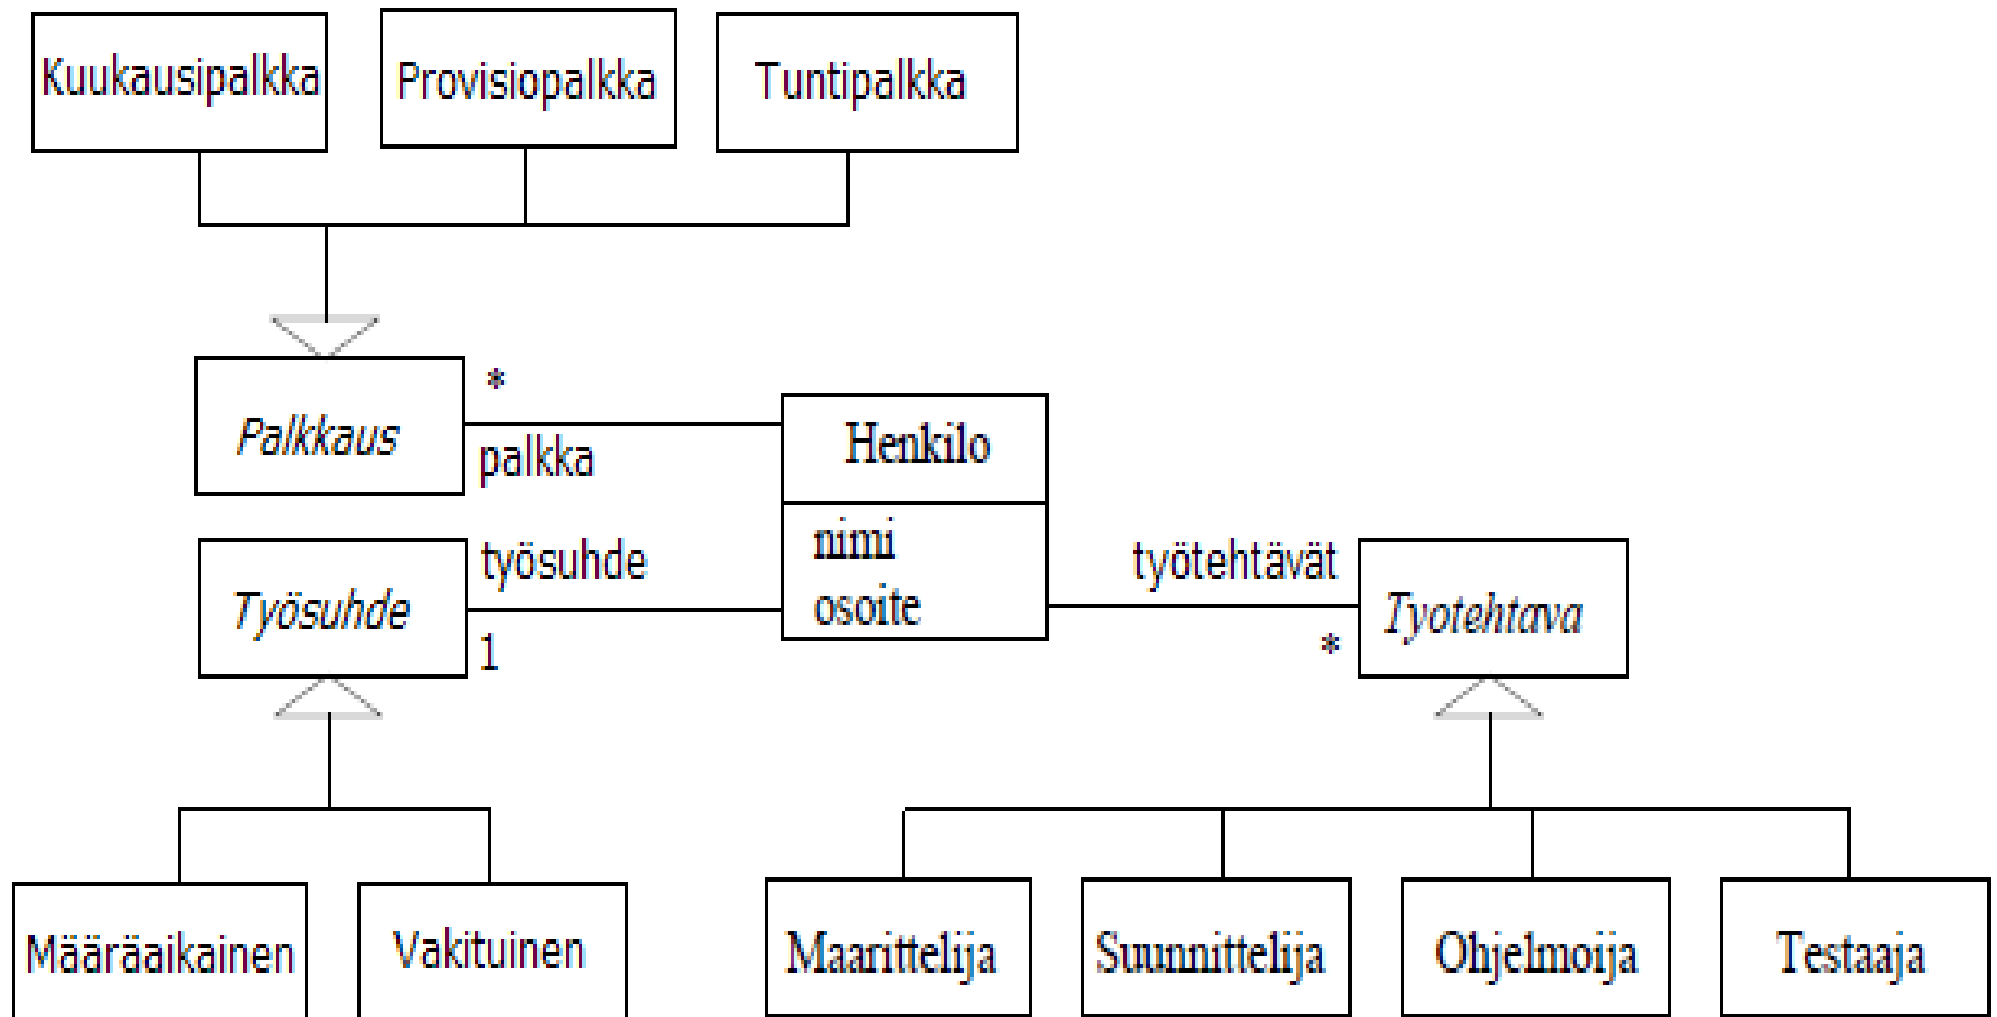 Kuukausipalkka
Provisiopalkka
Tuntipalkka
*
Palkkaus
palkka
Henkilo
nimi
osoite
työsuhde
Työsuhde
1
työtehtävät
Tyotehtava
*
Määräaikainen
Vakituinen
Maarittelija
Suunnittelija
Ohjelmoija
Testaaja